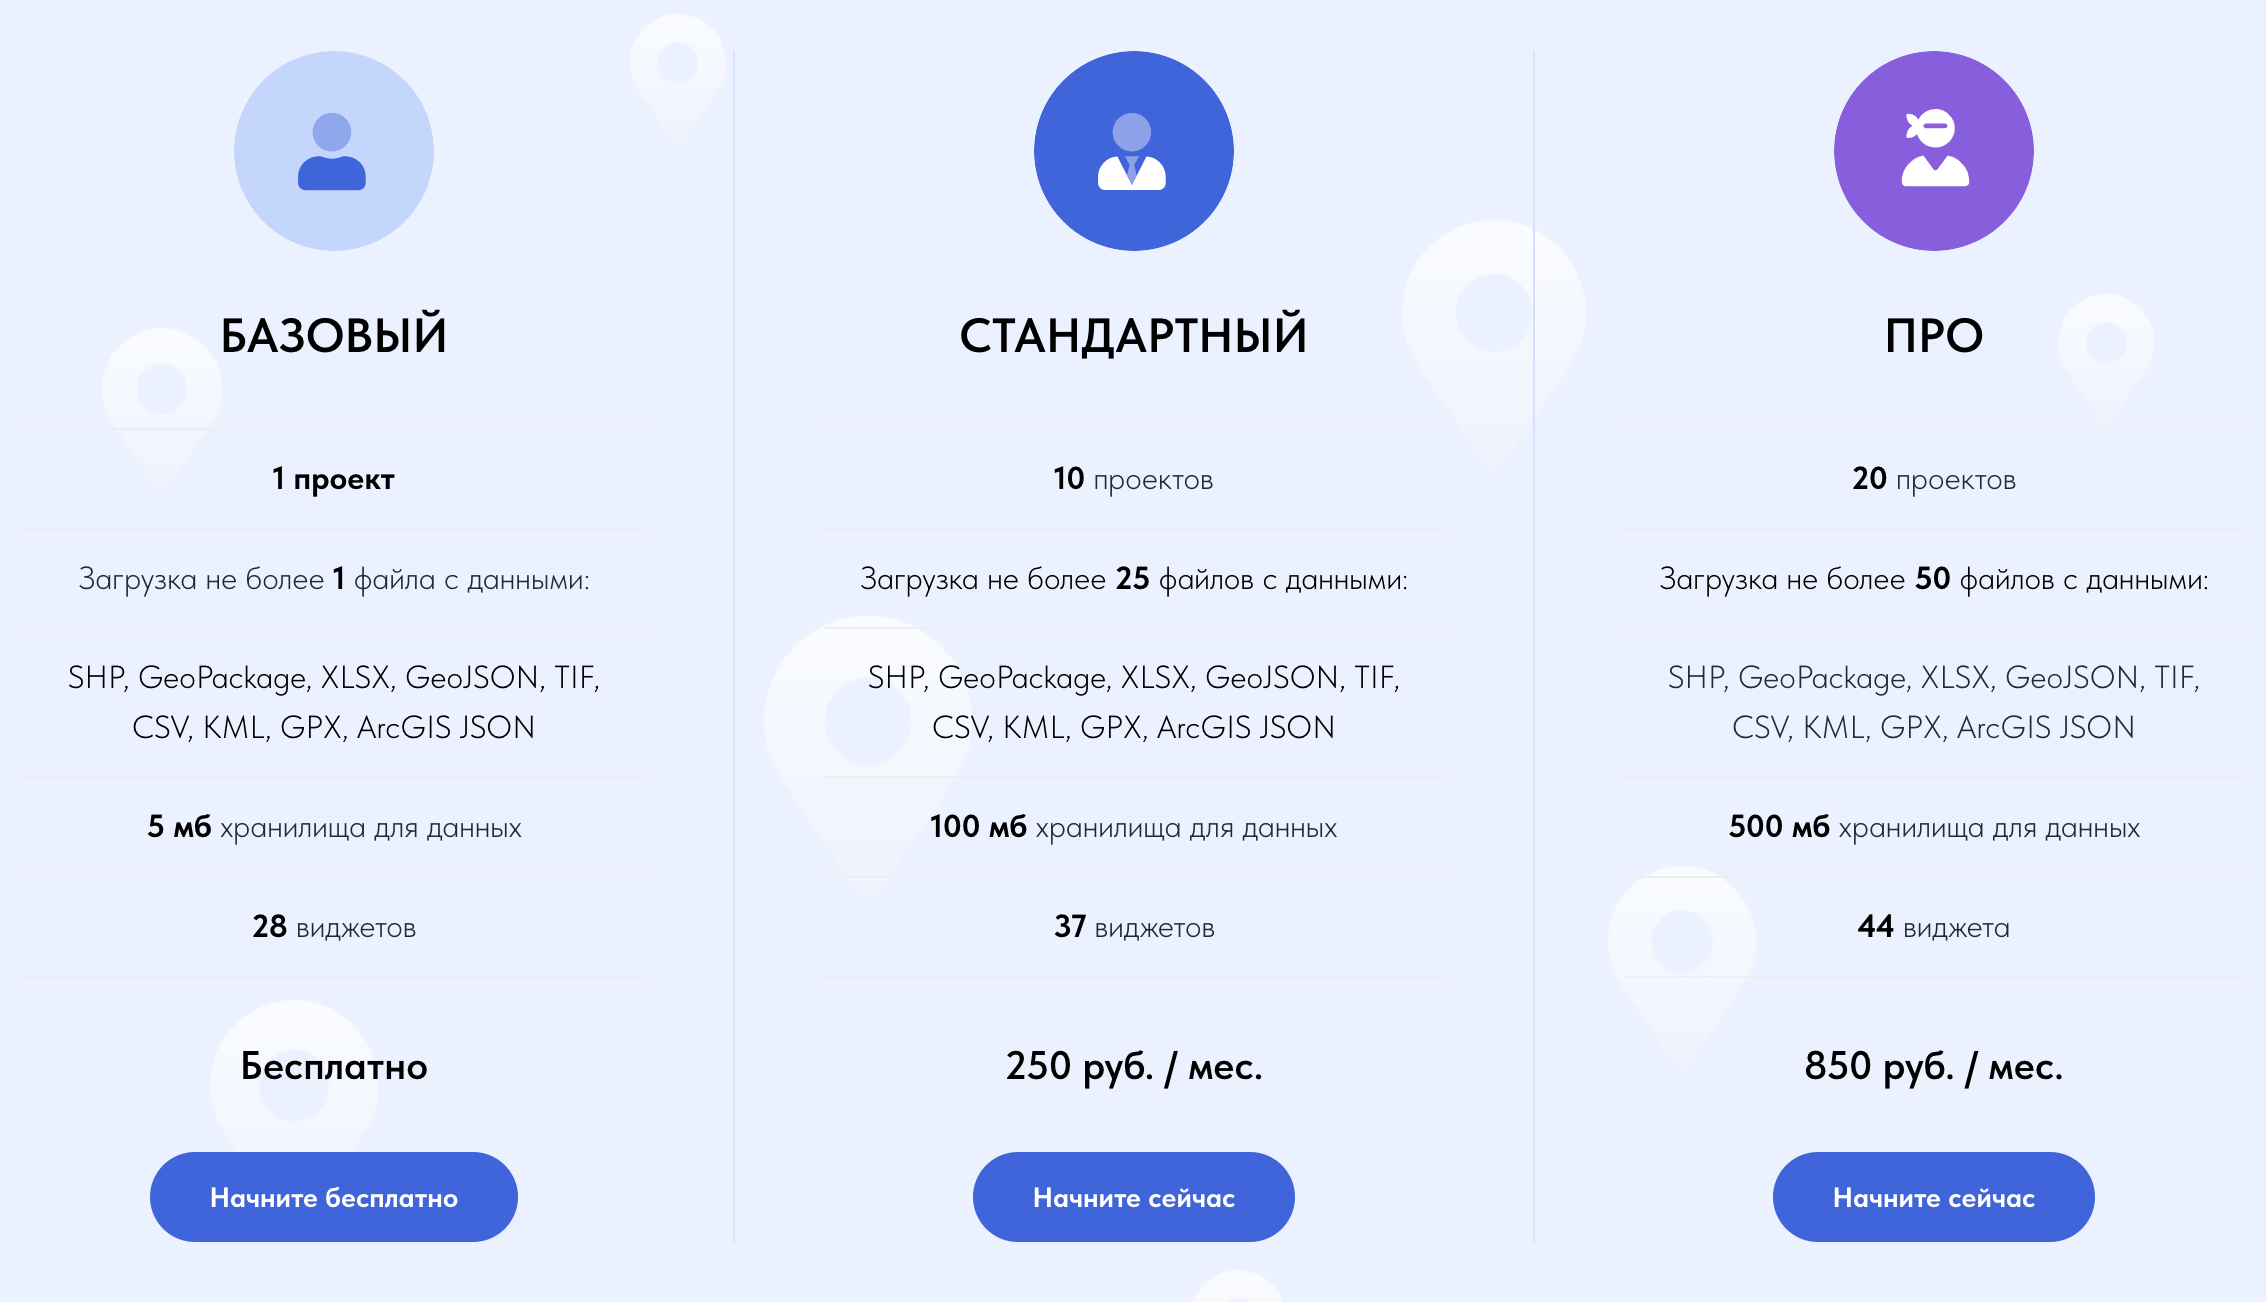 БАЗОВЫЙ
1 проект
Загрузка не более 1 файла с данными:
SHP, GeoPackage, XLSX, GeoJSON, TIF,
CSV, KML, GPX, ArcGIS JSON
5 мб хранилища для данных
28 виджетов
Бесплатно
Начните бесплатно
СТАНДАРТНЫЙ
10 проектов
Загрузка не более 25 файлов с данными:
SHP, GeoPackage, XLSX, GeoJSON, TIF,
CSV, KML, GPX, ArcGIS JSON
100 мб хранилища для данных
37 виджетов
250 руб. / мес.
Начните сейчас
ПРО
20 проектов
Загрузка не более 50 файлов с данными:
SHP, GeoPackage, XLSX, GeoJSON, TIF,
CSV, KML, GPX, ArcGIS JSON
500 мб хранилища для данных
44 виджета
850 руб. / мес.
Начните сейчас